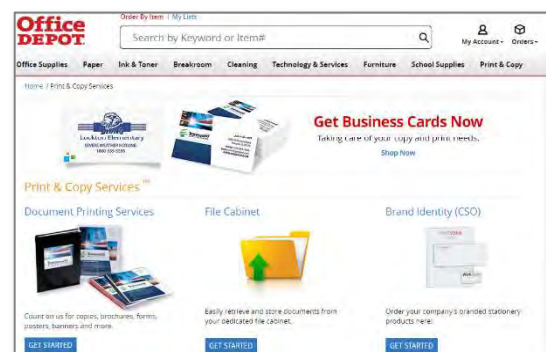 Office
DEPOT
Order By Item | My Lists
Search by Keyword or Item#
My Account
Orders
Office Supplies Paper Ink & Toner Breakroom Cleaning Technology & Services Furniture School Supplies Print & Copy
Home / Print & Copy Services
Lockton Elementary
Get Business Cards Now
Taking care of your copy and print needs.
Shop Now
Print & Copy Services
Document Printing Services
Count on us for copies, brochures, forms,
posters, banners and more.
GET STARTED
File Cabinet
Easily retrieve and store documents from
your dedicated file cabinet.
GET STARTED
Brand Identity (CSO)
Order your company's branded stationery
products here.
GET STARTED